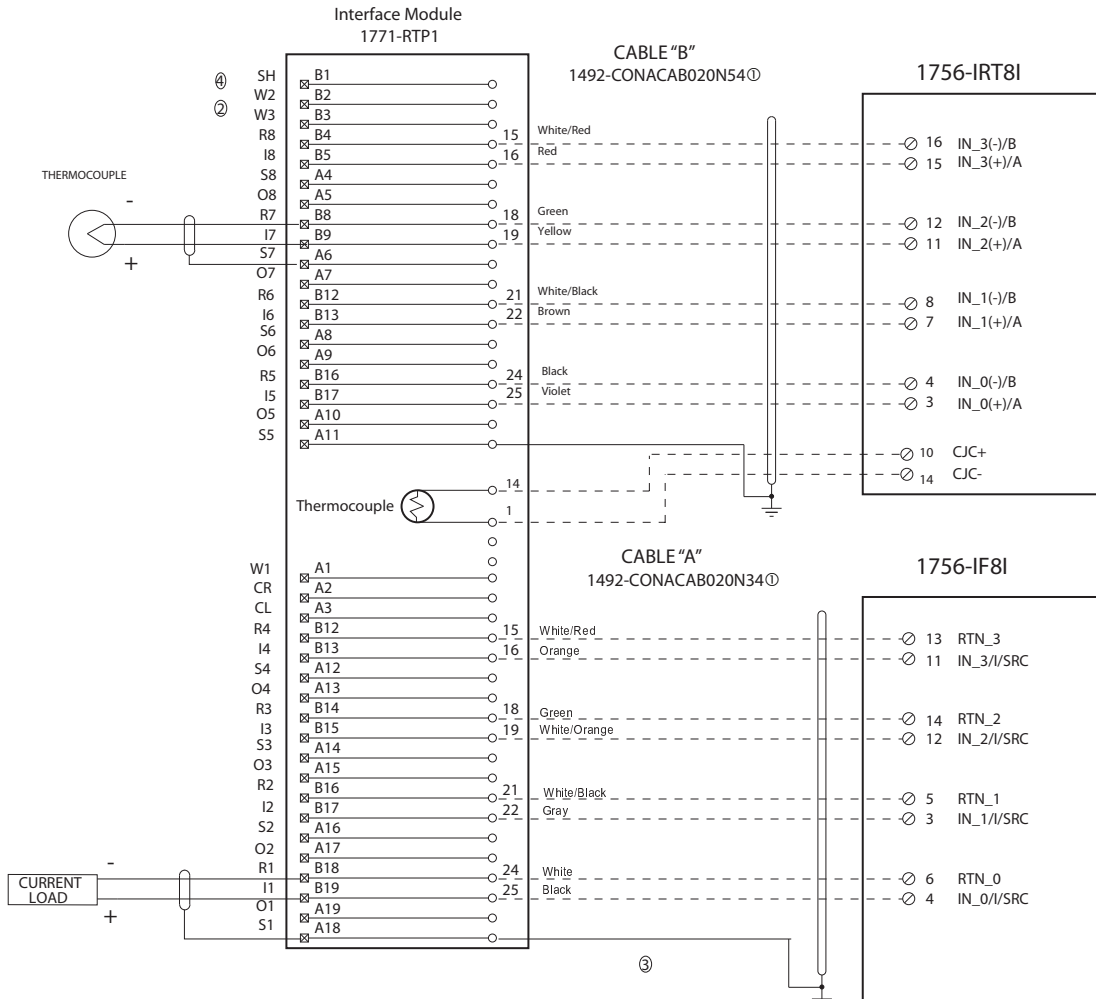 Interface Module
1771-RTP1
CABLE "B"
1492-CONACAB020N54①
1756-IRT8I
④ SH B1
W2 B2
② W3 B3
R8 B4 15 White/Red 16 IN_3(-)/B
I8 B5 16 Red 15 IN_3(+)/A
S8 A4
O8 A5
THERMOCOUPLE
-
R7 B8 18 Green 12 IN_2(-)/B
I7 B9 19 Yellow 11 IN_2(+)/A
+
S7 A6
O7 A7
R6 B12 21 White/Black 8 IN_1(-)/B
I6 B13 22 Brown 7 IN_1(+)/A
S6 A8
O6 A9
R5 B16 24 Black 4 IN_0(-)/B
I5 B17 25 Violet 3 IN_0(+)/A
O5 A10
S5 A11
10 CJC+
14 CJC-
Thermocouple
14
1
CABLE "A"
1492-CONACAB020N34①
1756-IF8I
W1 A1
CR A2
CL A3
R4 B12 15 White/Red 13 RTN_3
I4 B13 16 Orange 11 IN_3/I/SRC
S4 A12
O4 A13
R3 B14 18 Green 14 RTN_2
I3 B15 19 White/Orange 12 IN_2/I/SRC
S3 A14
O3 A15
R2 B16 21 White/Black 5 RTN_1
I2 B17 22 Gray 3 IN_1/I/SRC
S2 A16
O2 A17
CURRENT
LOAD
-
R1 B18 24 White 6 RTN_0
I1 B19 25 Black 4 IN_0/I/SRC
+
O1 A19
S1 A18
③